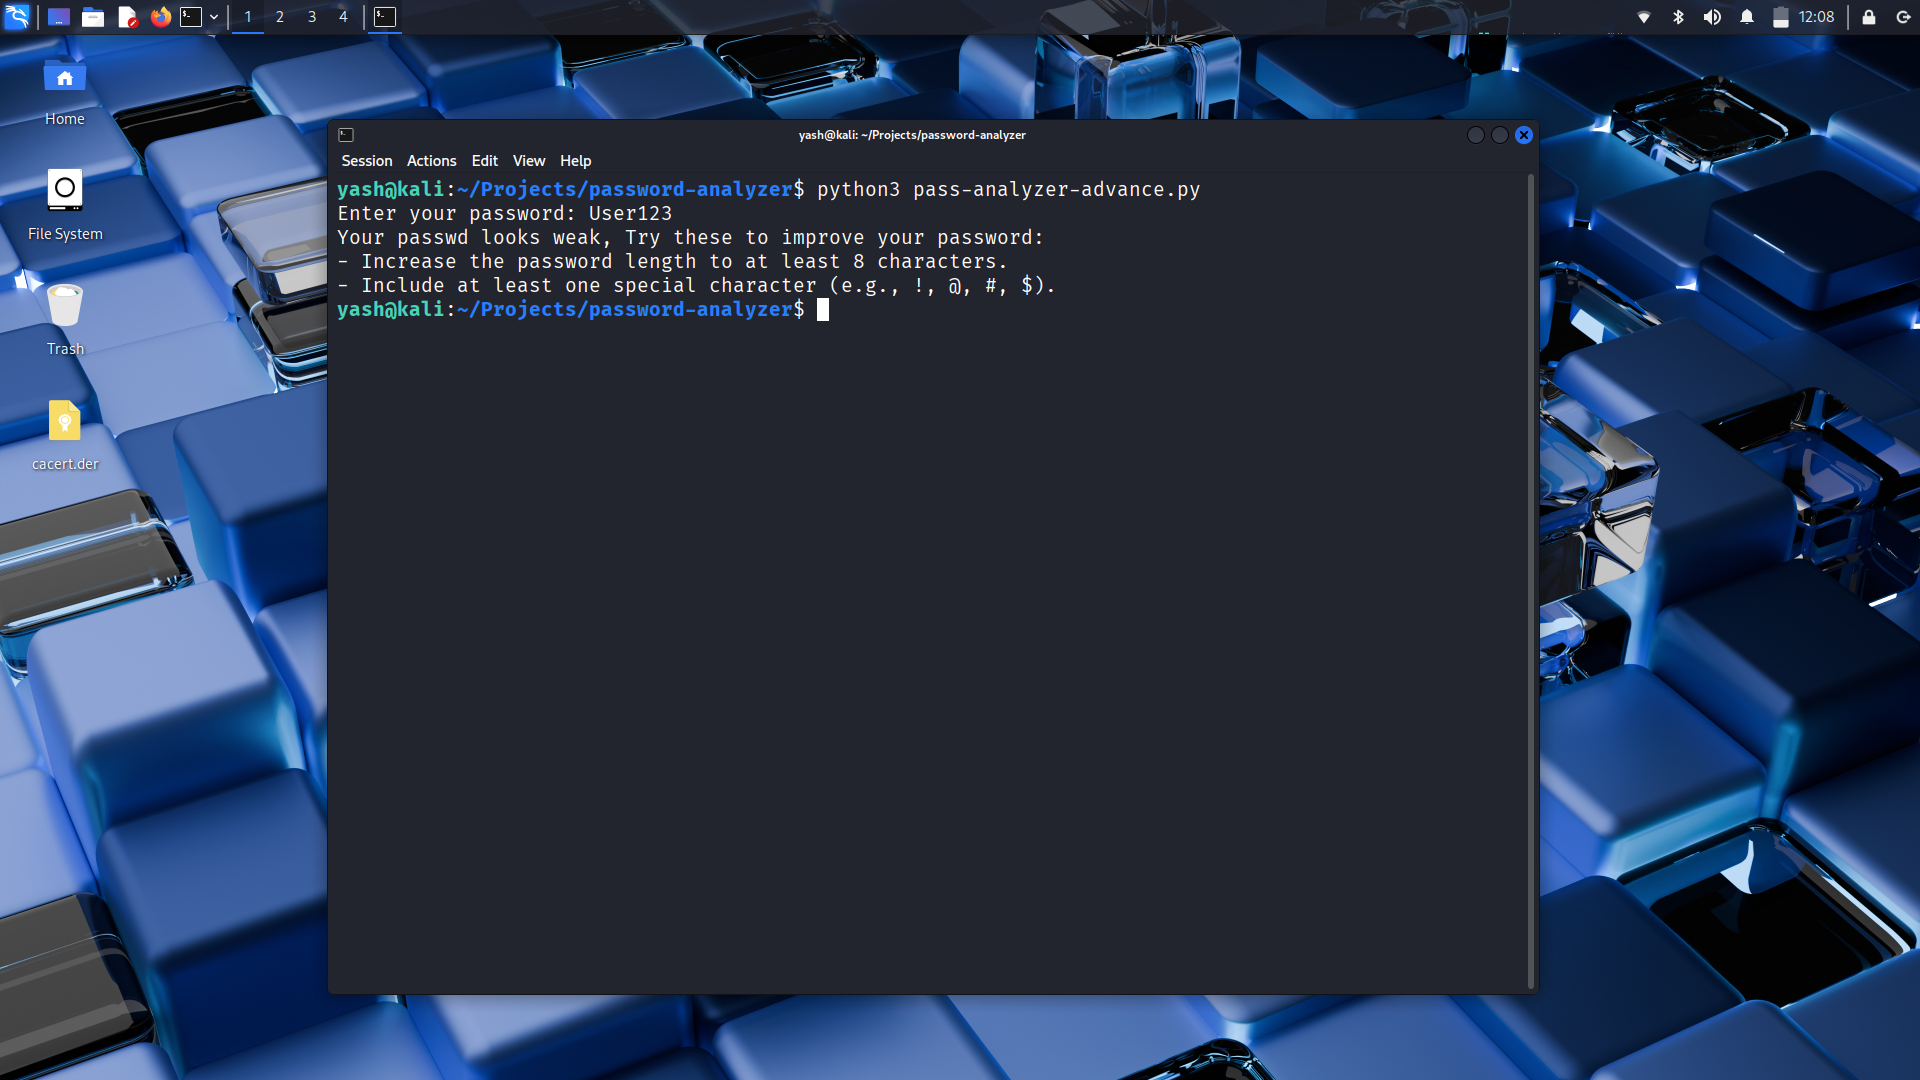 1 2 3 4
12:08
Home
File System
Trash
cacert.der
yash@kali: ~/Projects/password-analyzer
Session Actions Edit View Help
yash@kali:~/Projects/password-analyzer$ python3 pass-analyzer-advance.py
Enter your password: User123
Your passwd looks weak, Try these to improve your password:
- Increase the password length to at least 8 characters.
- Include at least one special character (e.g., !, @, #, $).
yash@kali:~/Projects/password-analyzer$